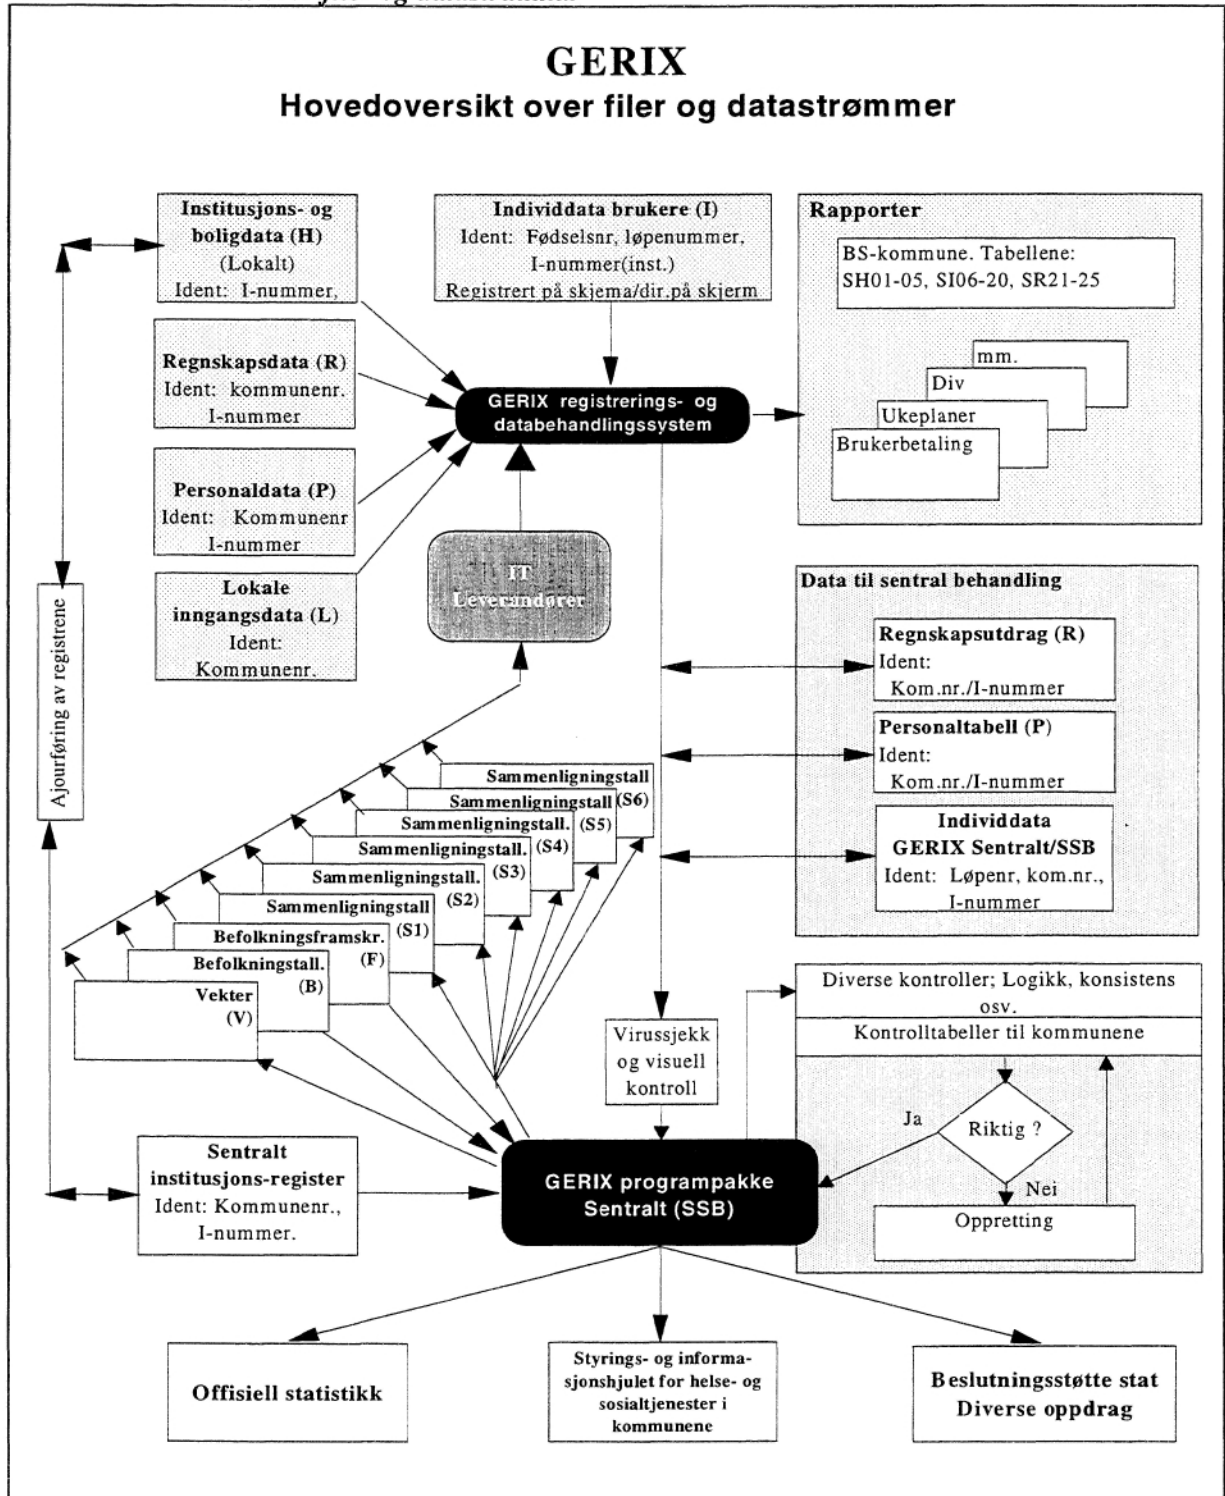 GERIX
Hovedoversikt over filer og datastrømmer
Institusjons- og
boligdata (H)
(Lokalt)
Ident: I-nummer,
Individdata brukere (I)
Ident: Fødselsnr, løpenummer,
I-nummer(inst.)
Registrert på skjema/dir.på skjerm
Rapporter
BS-kommune. Tabellene:
SH01-05, SI06-20, SR21-25
mm.
Div
Ukeplaner
Brukerbetaling
Regnskapsdata (R)
Ident: kommunenr.
I-nummer
GERIX registrerings- og
databehandlingssystem
Personaldata (P)
Ident: Kommunenr
I-nummer
IT
Leverandører
Lokale
inngangsdata (L)
Ident:
Kommunenr.
Ajourføring av registrene
Data til sentral behandling
Regnskapsutdrag (R)
Ident:
Kom.nr./I-nummer
Personaltabell (P)
Ident:
Kom.nr./I-nummer
Individdata
GERIX Sentralt/SSB
Ident: Løpenr, kom.nr.,
I-nummer
Sammenligningstall
(S6)
Sammenligningstall
(S5)
Sammenligningstall.
(S4)
Sammenligningstall.
(S3)
Sammenligningstall.
(S2)
Sammenligningstall
(S1)
Befolkningsframskr.
(F)
Befolkningstall.
(B)
Vekter
(V)
Virussjekk
og visuell
kontroll
Diverse kontroller; Logikk, konsistens
osv.
Kontrolltabeller til kommunene
Ja
Riktig ?
Nei
Oppretting
Sentralt
institusjons-register
Ident: Kommunenr.,
I-nummer.
GERIX programpakke
Sentralt (SSB)
Offisiell statistikk
Styrings- og informa-
sjonshjulet for helse- og
sosialtjenester i
kommunene
Beslutningsstøtte stat
Diverse oppdrag